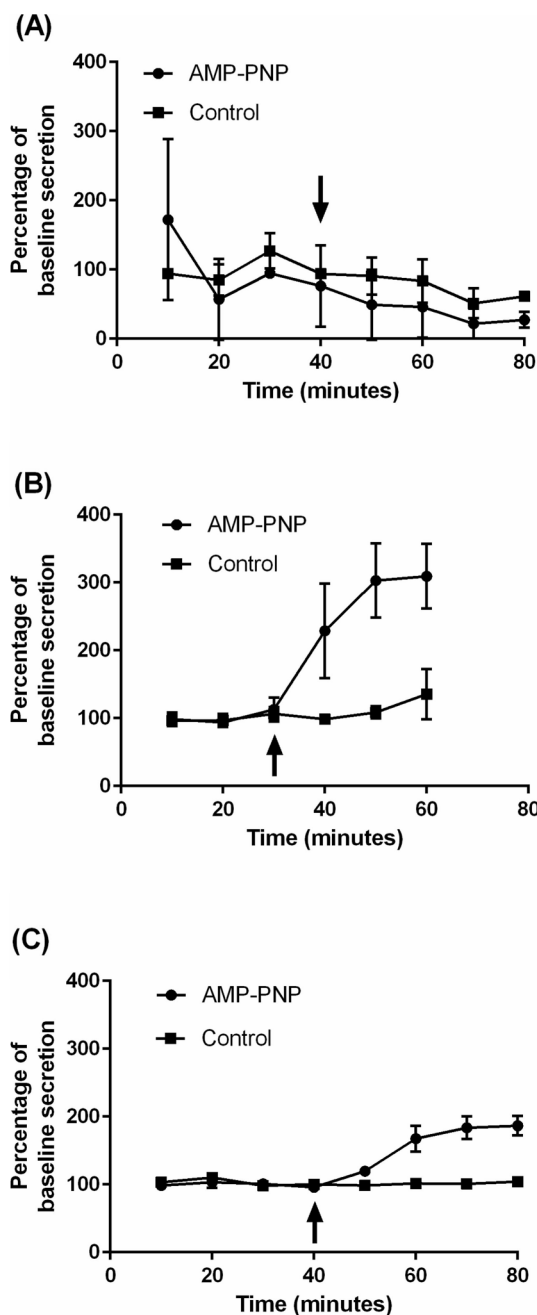 (A)
AMP-PNP
Control
Percentage of
baseline secretion
400
300
200
100
0
0 20 40 60 80
Time (minutes)
(B)
AMP-PNP
Control
Percentage of
baseline secretion
400
300
200
100
0
0 20 40 60 80
Time (minutes)
(C)
AMP-PNP
Control
Percentage of
baseline secretion
400
300
200
100
0
0 20 40 60 80
Time (minutes)